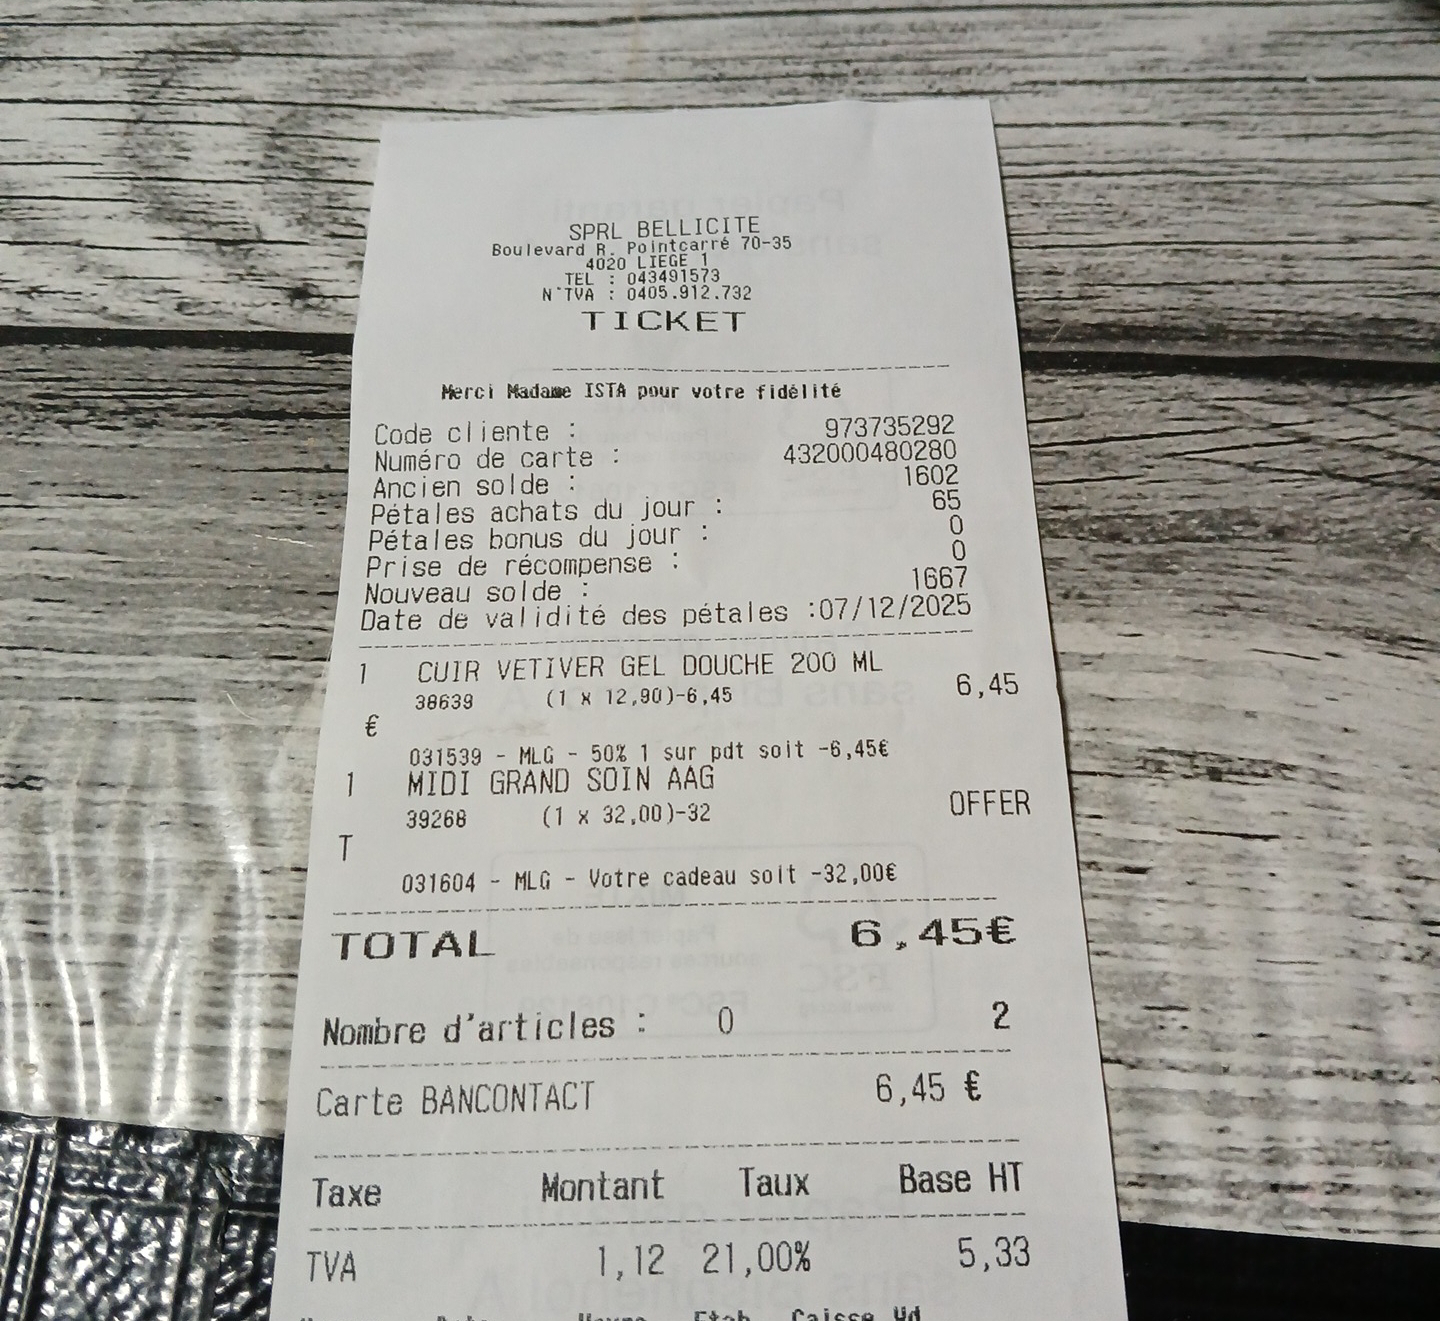 SPRL BELLICITE
Boulevard R. Pointcarré 70-35
4020 LIEGE 1
TEL : 043491573
N°TVA : 0405.912.732
TICKET
Merci Madame ISTA pour votre fidélité
Code cliente : 973735292
Numéro de carte : 432000480280
Ancien solde : 1602
Pétales achats du jour : 65
Pétales bonus du jour : 0
Prise de récompense : 0
Nouveau solde : 1667
Date de validité des pétales :07/12/2025
1 CUIR VETIVER GEL DOUCHE 200 ML
38639 (1 x 12,90)-6,45 6,45
€
031539 - MLG - 50% 1 sur pdt soit -6,45€
1 MIDI GRAND SOIN AAG
39268 (1 x 32,00)-32 OFFER
T
031604 - MLG - Votre cadeau soit -32,00€
TOTAL 6,45€
Nombre d'articles : 0 2
Carte BANCONTACT 6,45 €
Taxe Montant Taux Base HT
TVA 1,12 21,00% 5,33